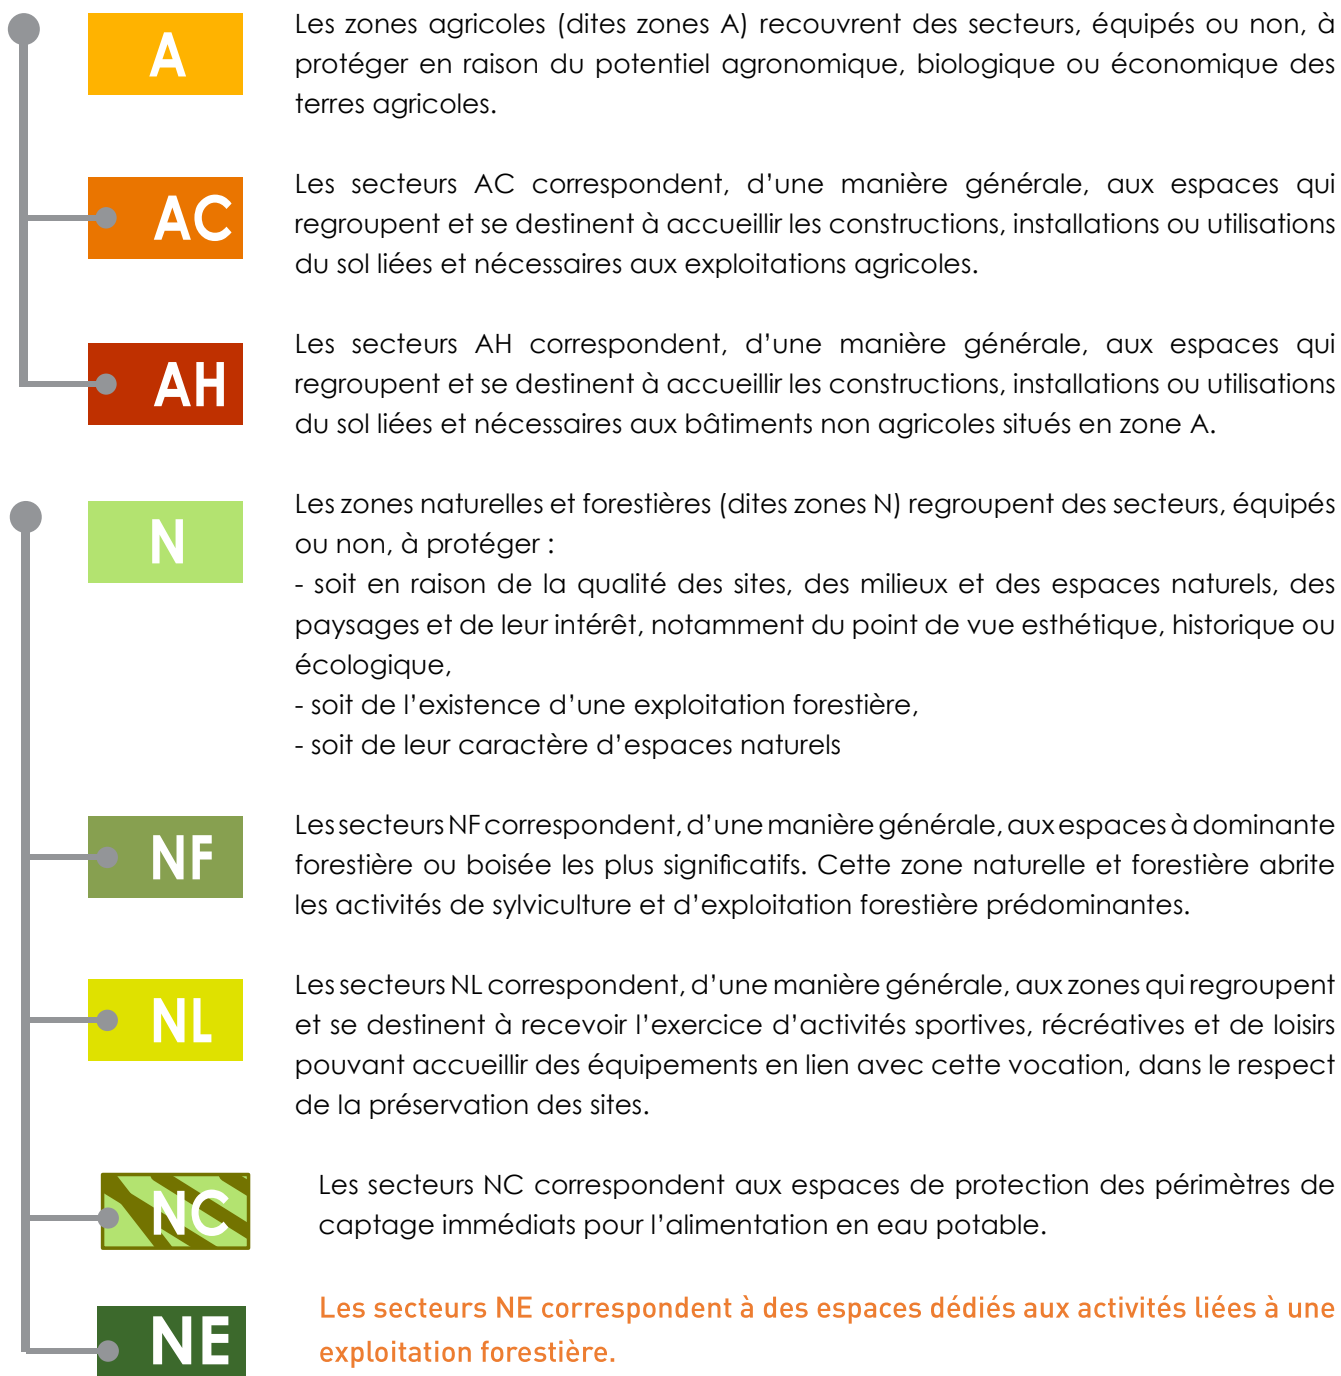 A
Les zones agricoles (dites zones A) recouvrent des secteurs, équipés ou non, à
protéger en raison du potentiel agronomique, biologique ou économique des
terres agricoles.
AC
Les secteurs AC correspondent, d’une manière générale, aux espaces qui
regroupent et se destinent à accueillir les constructions, installations ou utilisations
du sol liées et nécessaires aux exploitations agricoles.
AH
Les secteurs AH correspondent, d’une manière générale, aux espaces qui
regroupent et se destinent à accueillir les constructions, installations ou utilisations
du sol liées et nécessaires aux bâtiments non agricoles situés en zone A.
N
Les zones naturelles et forestières (dites zones N) regroupent des secteurs, équipés
ou non, à protéger :
- soit en raison de la qualité des sites, des milieux et des espaces naturels, des
paysages et de leur intérêt, notamment du point de vue esthétique, historique ou
écologique,
- soit de l’existence d’une exploitation forestière,
- soit de leur caractère d’espaces naturels
NF
Les secteurs NF correspondent, d’une manière générale, aux espaces à dominante
forestière ou boisée les plus significatifs. Cette zone naturelle et forestière abrite
les activités de sylviculture et d’exploitation forestière prédominantes.
NL
Les secteurs NL correspondent, d’une manière générale, aux zones qui regroupent
et se destinent à recevoir l’exercice d’activités sportives, récréatives et de loisirs
pouvant accueillir des équipements en lien avec cette vocation, dans le respect
de la préservation des sites.
NC
Les secteurs NC correspondent aux espaces de protection des périmètres de
captage immédiats pour l’alimentation en eau potable.
NE
Les secteurs NE correspondent à des espaces dédiés aux activités liées à une
exploitation forestière.